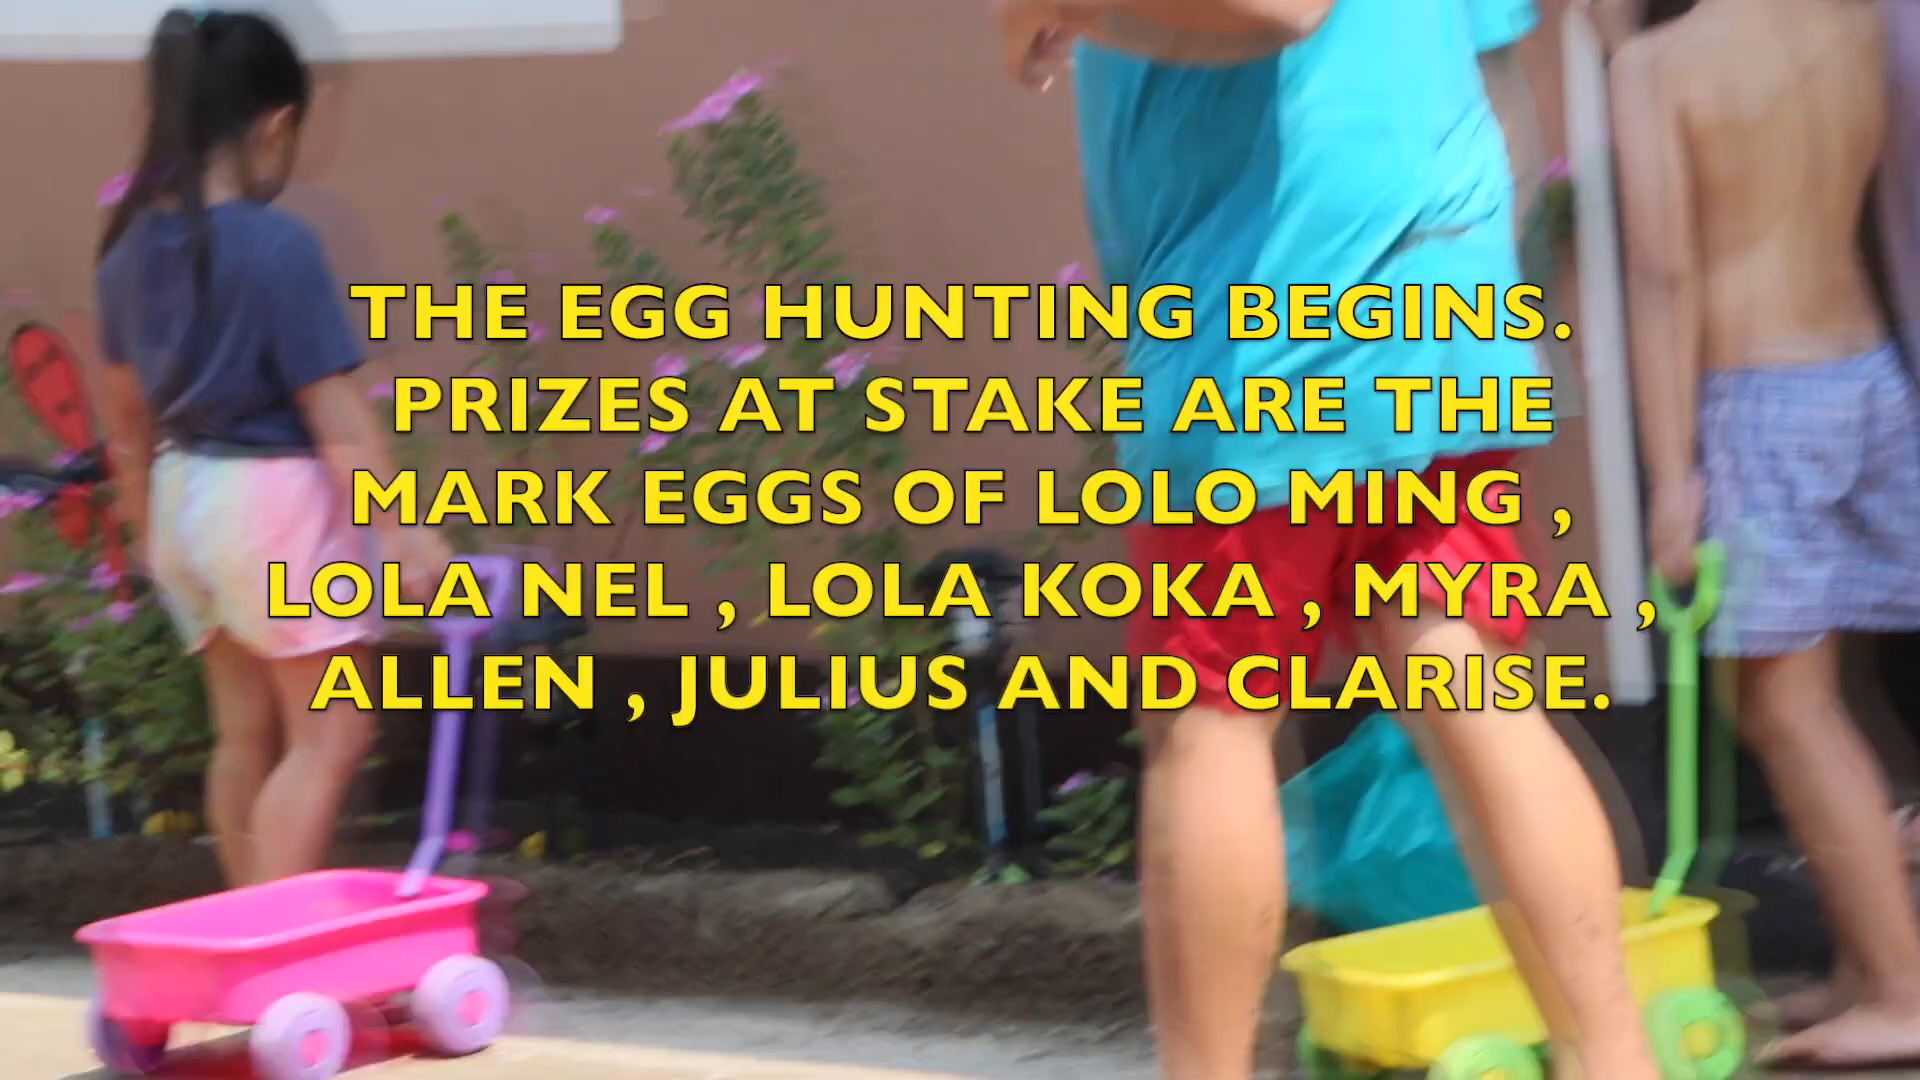 THE EGG HUNTING BEGINS.
PRIZES AT STAKE ARE THE
MARK EGGS OF LOLO MING ,
LOLA NEL , LOLA KOKA , MYRA ,
ALLEN , JULIUS AND CLARISE.